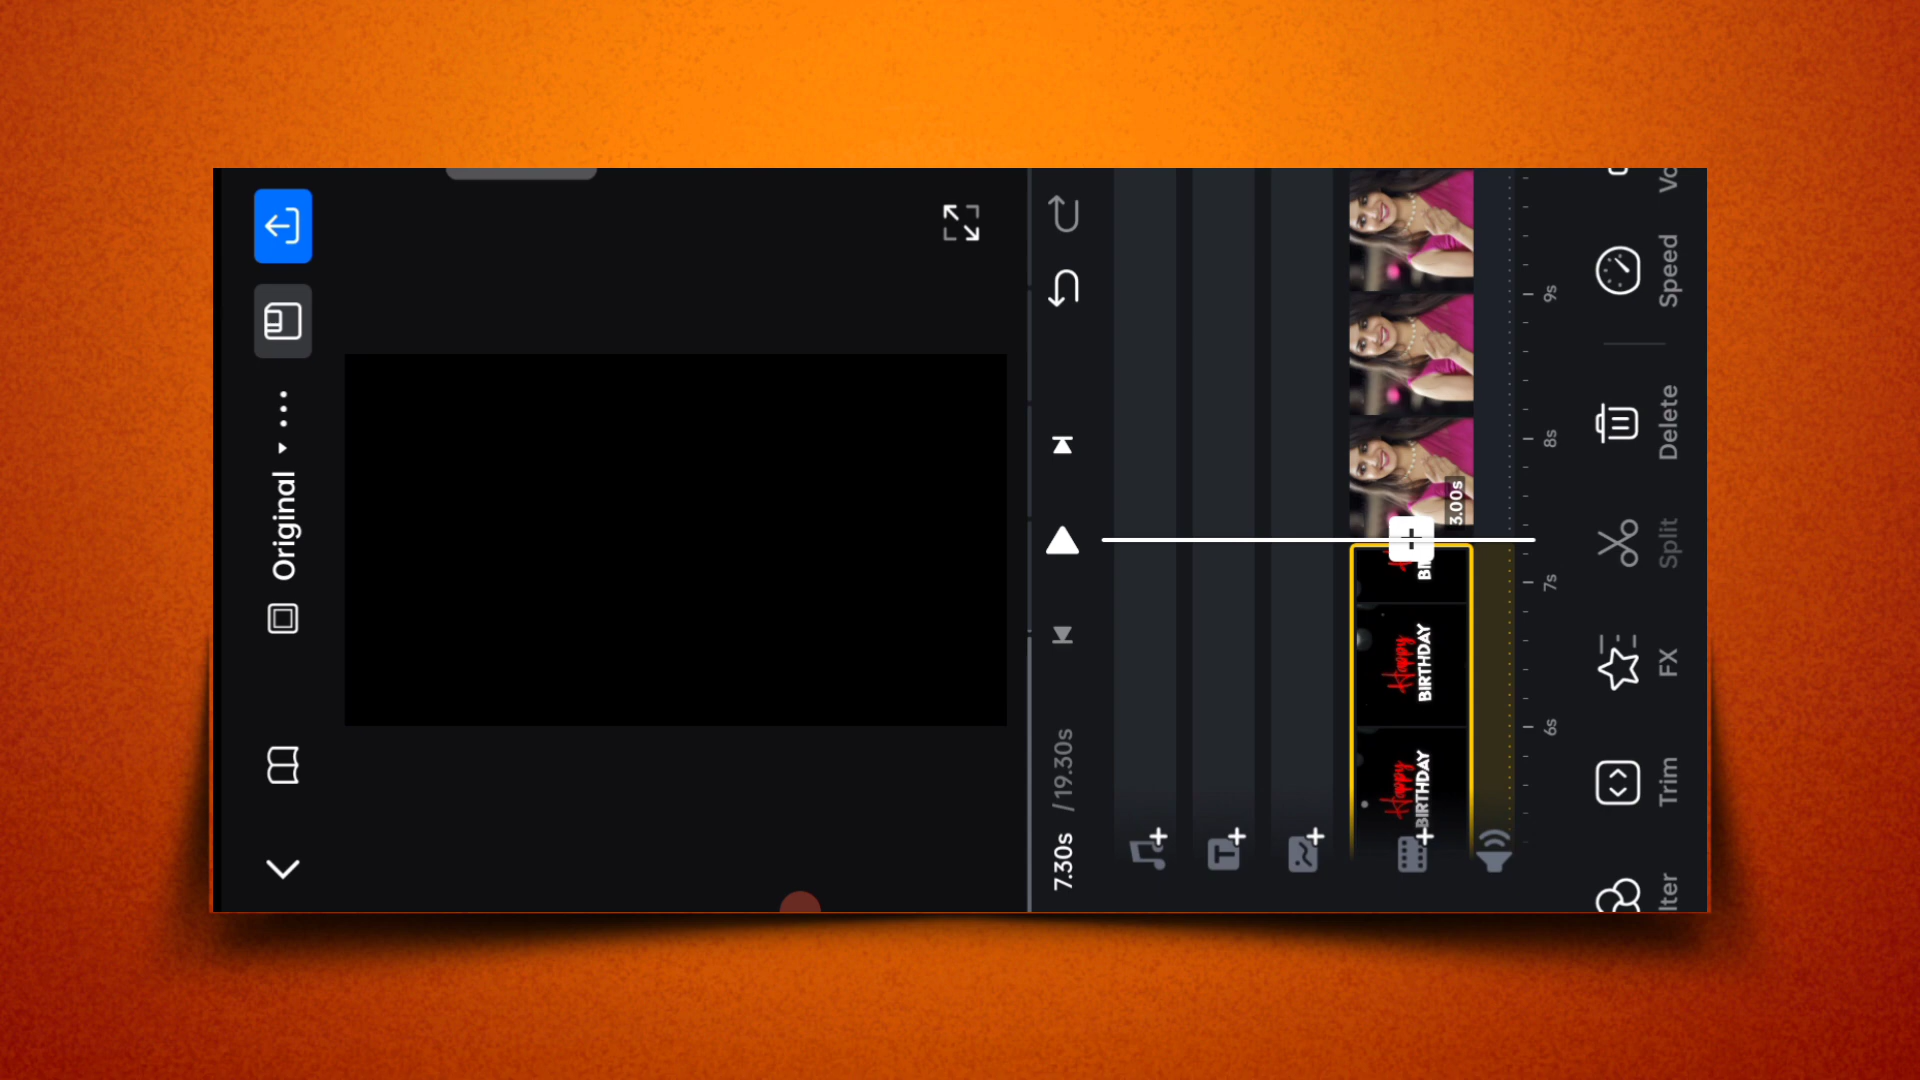 Original
7.30s / 19.30s
3.00s
Happy
BIRTHDAY
Happy
BIRTHDAY
6s
7s
8s
9s
Trim
FX
Split
Delete
Speed